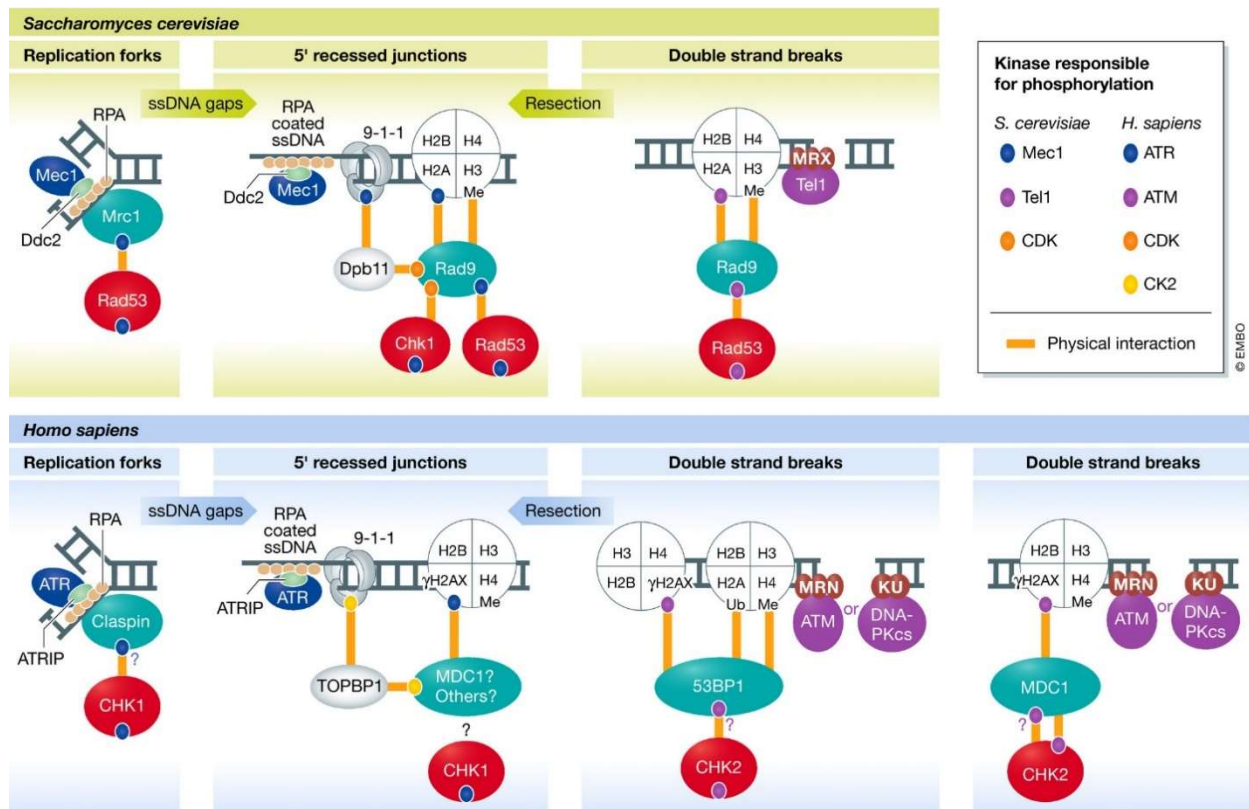 Saccharomyces cerevisiae
Replication forks
5' recessed junctions
Double strand breaks
ssDNA gaps
Resection
RPA
Mec1
Ddc2
Mrc1
Rad53
RPA
coated
ssDNA
9-1-1
Ddc2
Mec1
H2B
H4
H2A
H3
Me
Dpb11
Rad9
Chk1
Rad53
H2B
H4
H2A
H3
Me
MRX
Tel1
Rad9
Rad53
Kinase responsible
for phosphorylation
S. cerevisiae
H. sapiens
Mec1
ATR
Tel1
ATM
CDK
CDK
CK2
Physical interaction
© EMBO
Homo sapiens
Replication forks
5' recessed junctions
Double strand breaks
Double strand breaks
ssDNA gaps
Resection
RPA
ATR
ATRIP
Claspin
?
CHK1
RPA
coated
ssDNA
9-1-1
ATRIP
ATR
H2B
H3
γH2AX
H4
Me
TOPBP1
MDC1?
Others?
?
CHK1
H3
H4
H2B
γH2AX
H2B
H3
H2A
H4
Ub
Me
MRN
ATM
or
KU
DNA-
PKcs
53BP1
?
CHK2
H2B
H3
γH2AX
H4
Me
MRN
ATM
or
KU
DNA-
PKcs
MDC1
?
CHK2